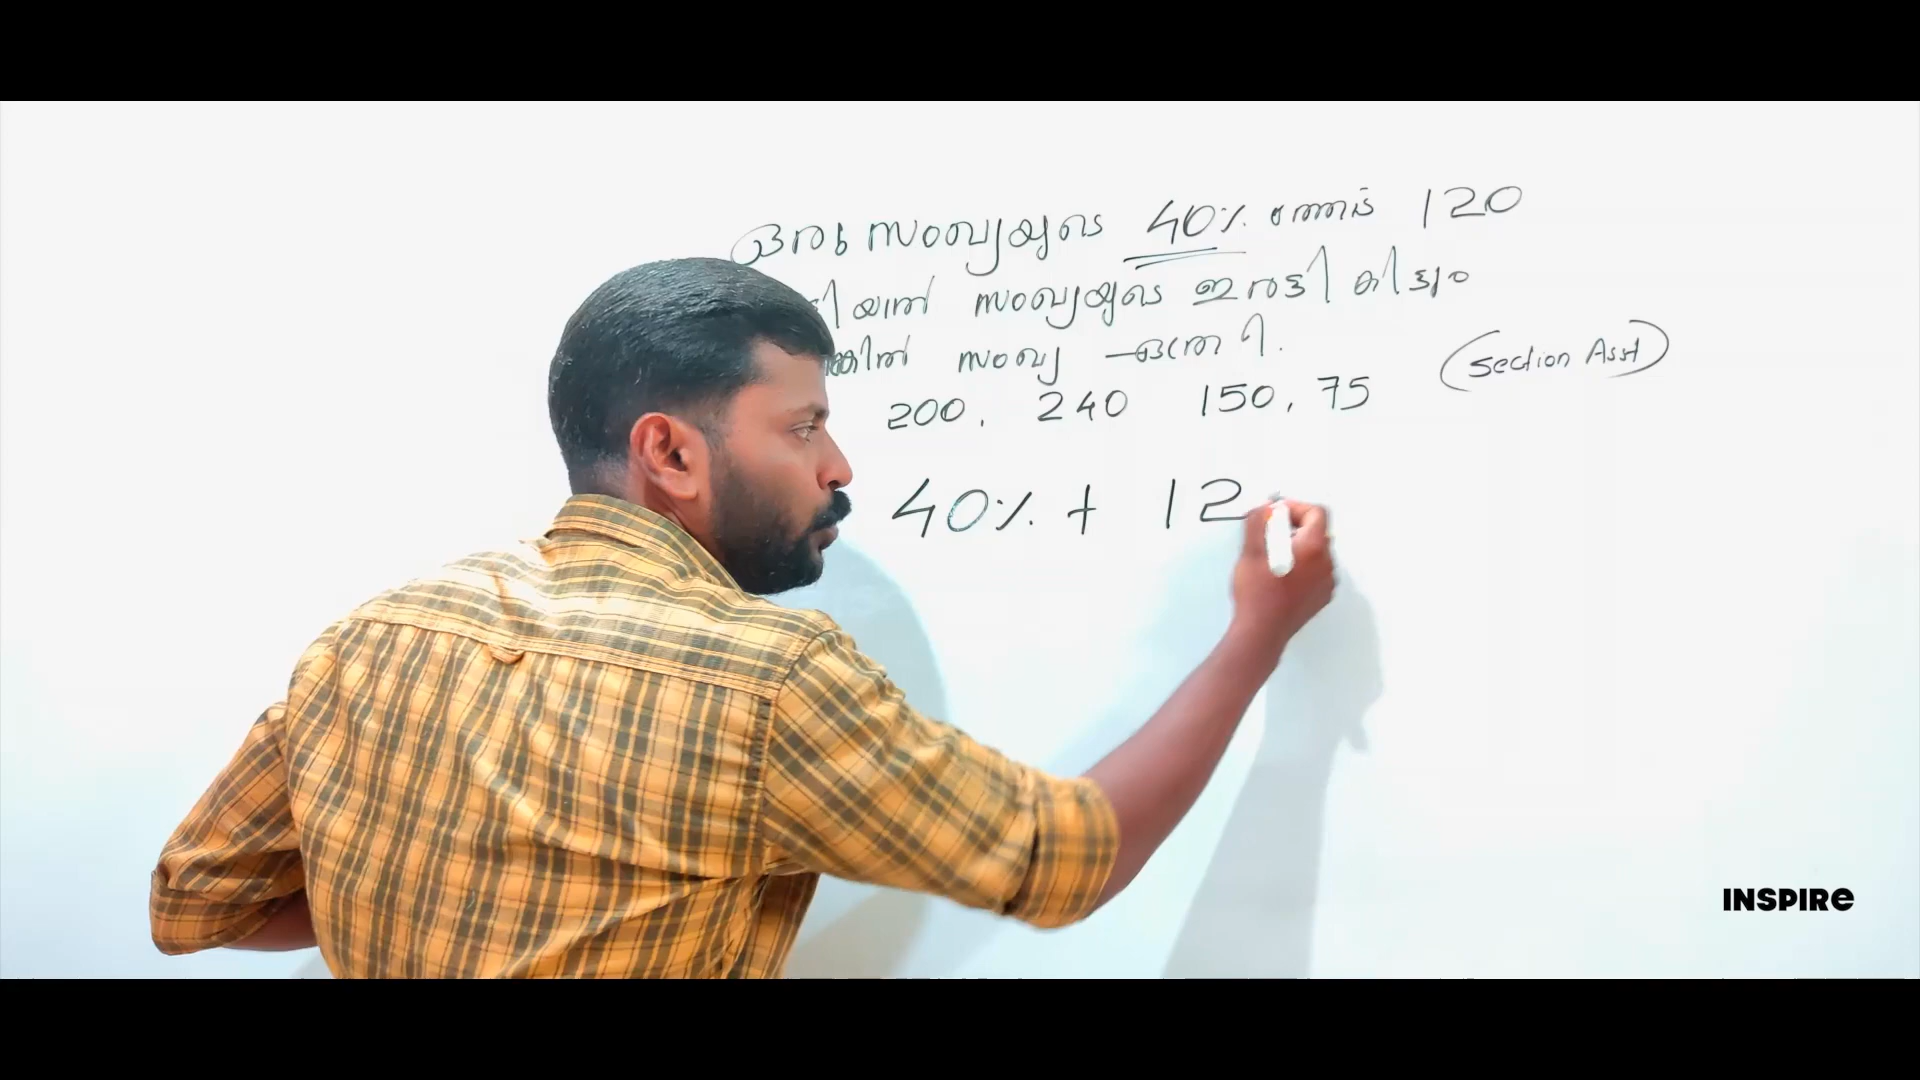 ഒരു സംഖ്യയുടെ 40% 120
സംഖ്യയുടെ ഇരട്ടി കിട്ടും
സംഖ്യ
(Section Asst)
200, 240 150, 75
40% + 12
INSPIRe